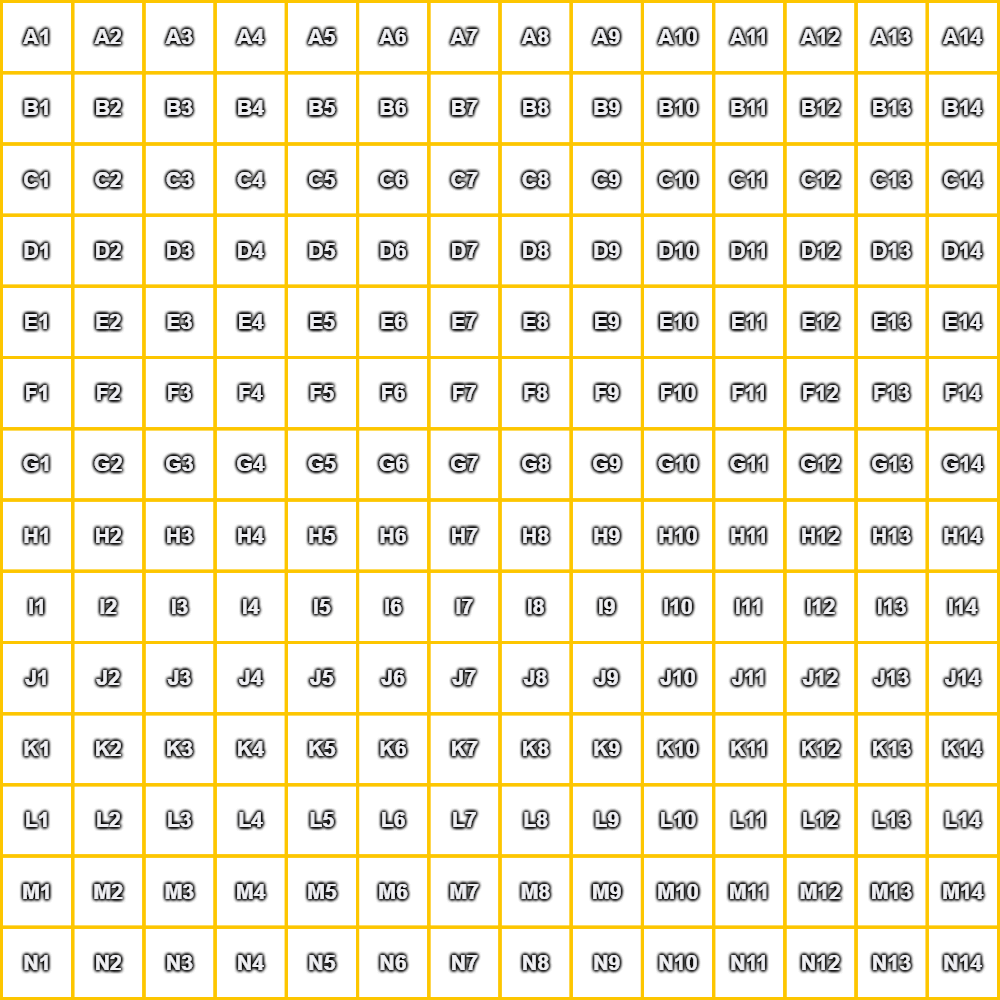 A1 A2 A3 A4 A5 A6 A7 A8 A9 A10 A11 A12 A13 A14
B1 B2 B3 B4 B5 B6 B7 B8 B9 B10 B11 B12 B13 B14
C1 C2 C3 C4 C5 C6 C7 C8 C9 C10 C11 C12 C13 C14
D1 D2 D3 D4 D5 D6 D7 D8 D9 D10 D11 D12 D13 D14
E1 E2 E3 E4 E5 E6 E7 E8 E9 E10 E11 E12 E13 E14
F1 F2 F3 F4 F5 F6 F7 F8 F9 F10 F11 F12 F13 F14
G1 G2 G3 G4 G5 G6 G7 G8 G9 G10 G11 G12 G13 G14
H1 H2 H3 H4 H5 H6 H7 H8 H9 H10 H11 H12 H13 H14
I1 I2 I3 I4 I5 I6 I7 I8 I9 I10 I11 I12 I13 I14
J1 J2 J3 J4 J5 J6 J7 J8 J9 J10 J11 J12 J13 J14
K1 K2 K3 K4 K5 K6 K7 K8 K9 K10 K11 K12 K13 K14
L1 L2 L3 L4 L5 L6 L7 L8 L9 L10 L11 L12 L13 L14
M1 M2 M3 M4 M5 M6 M7 M8 M9 M10 M11 M12 M13 M14
N1 N2 N3 N4 N5 N6 N7 N8 N9 N10 N11 N12 N13 N14